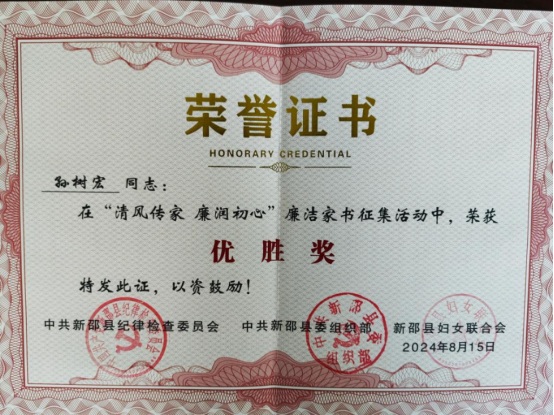 荣誉证书
HONORARY CREDENTIAL
孙树宏 同志：
在“清风传家 廉润初心”廉洁家书征集活动中，荣获
优胜奖
特发此证，以资鼓励！
中共新邵县纪律检查委员会 中共新邵县委组织部 新邵县妇女联合会
2024年8月15日